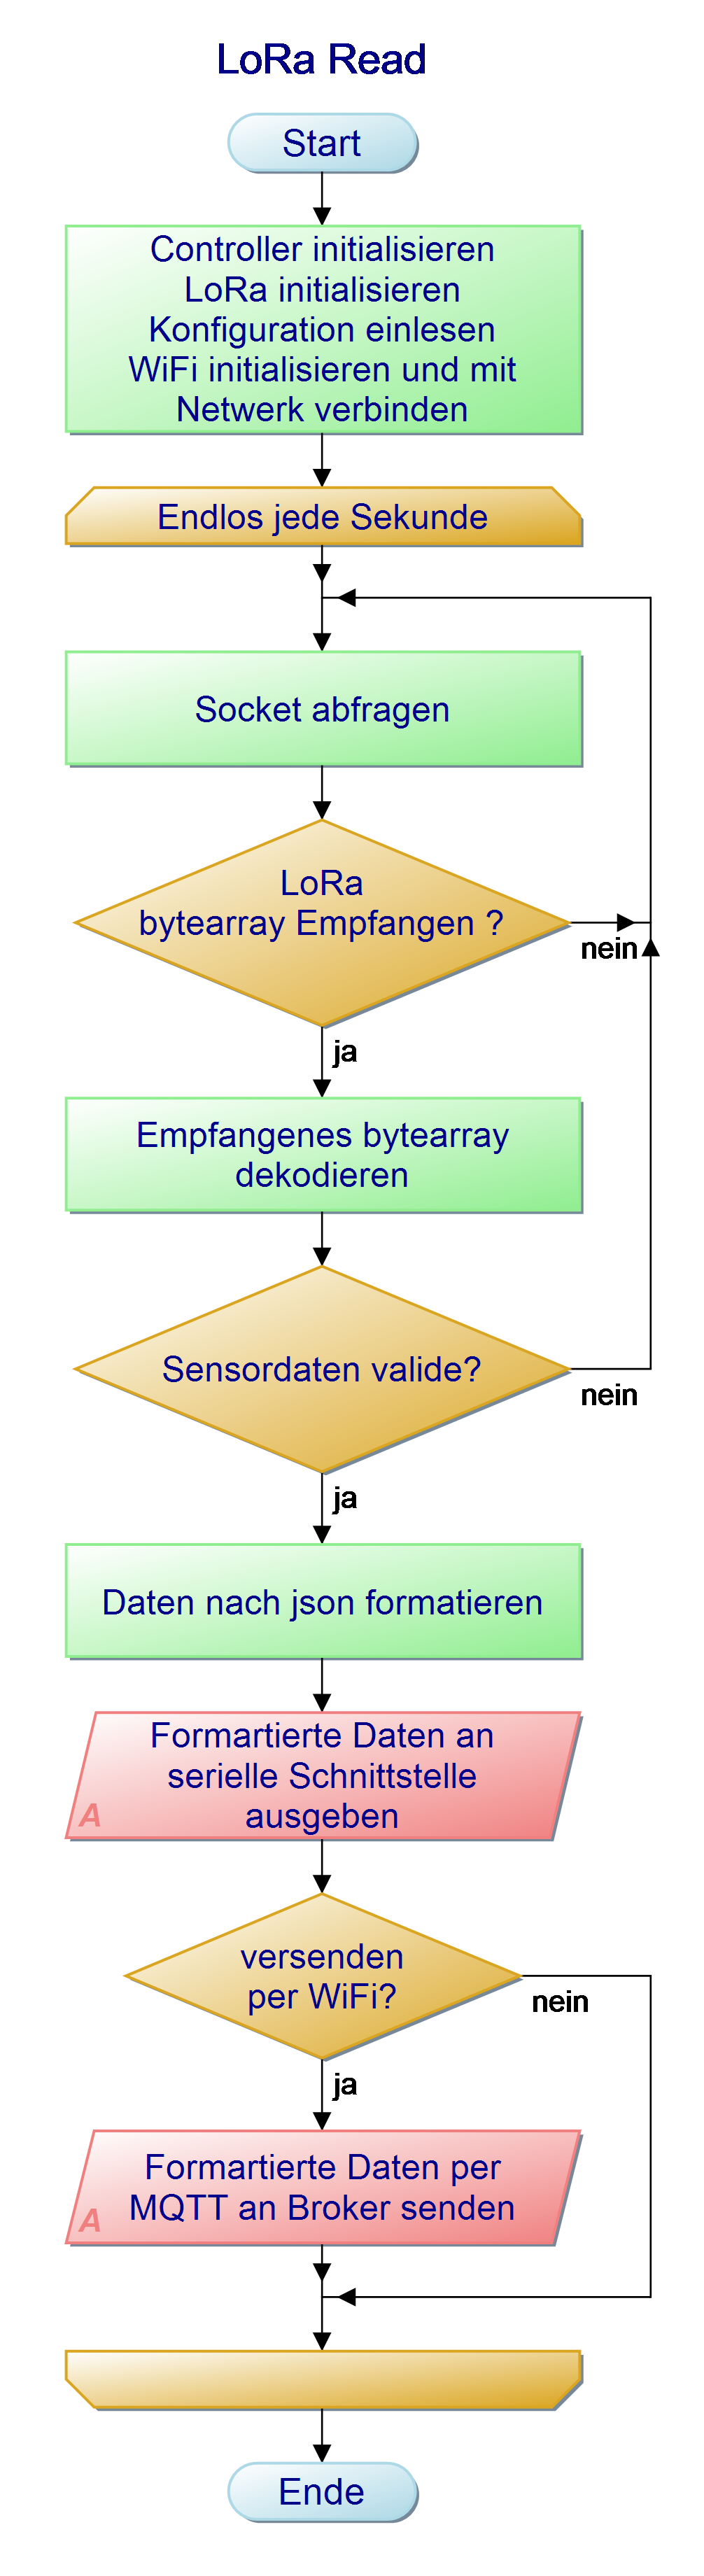 LoRa Read
Start
Controller initialisieren
LoRa initialisieren
Konfiguration einlesen
WiFi initialisieren und mit
Netwerk verbinden
Endlos jede Sekunde
Socket abfragen
LoRa
bytearray Empfangen ?
nein
ja
Empfangenes bytearray
dekodieren
Sensordaten valide?
nein
ja
Daten nach json formatieren
Formartierte Daten an
serielle Schnittstelle
ausgeben
A
versenden
per WiFi?
nein
ja
Formartierte Daten per
MQTT an Broker senden
A
Ende